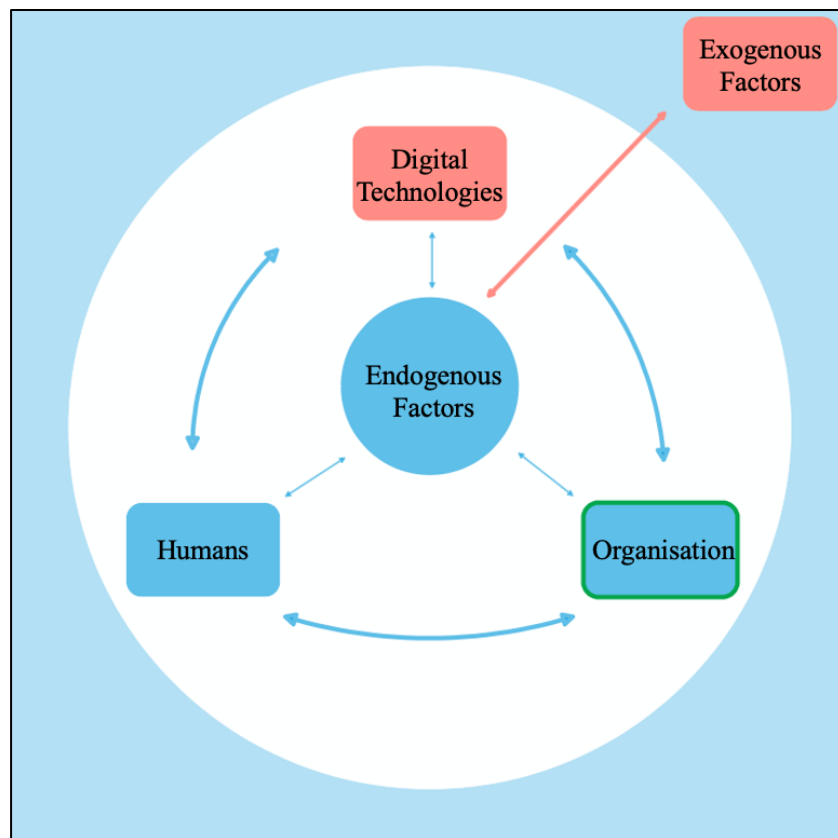 Exogenous
Factors
Digital
Technologies
Endogenous
Factors
Humans
Organisation